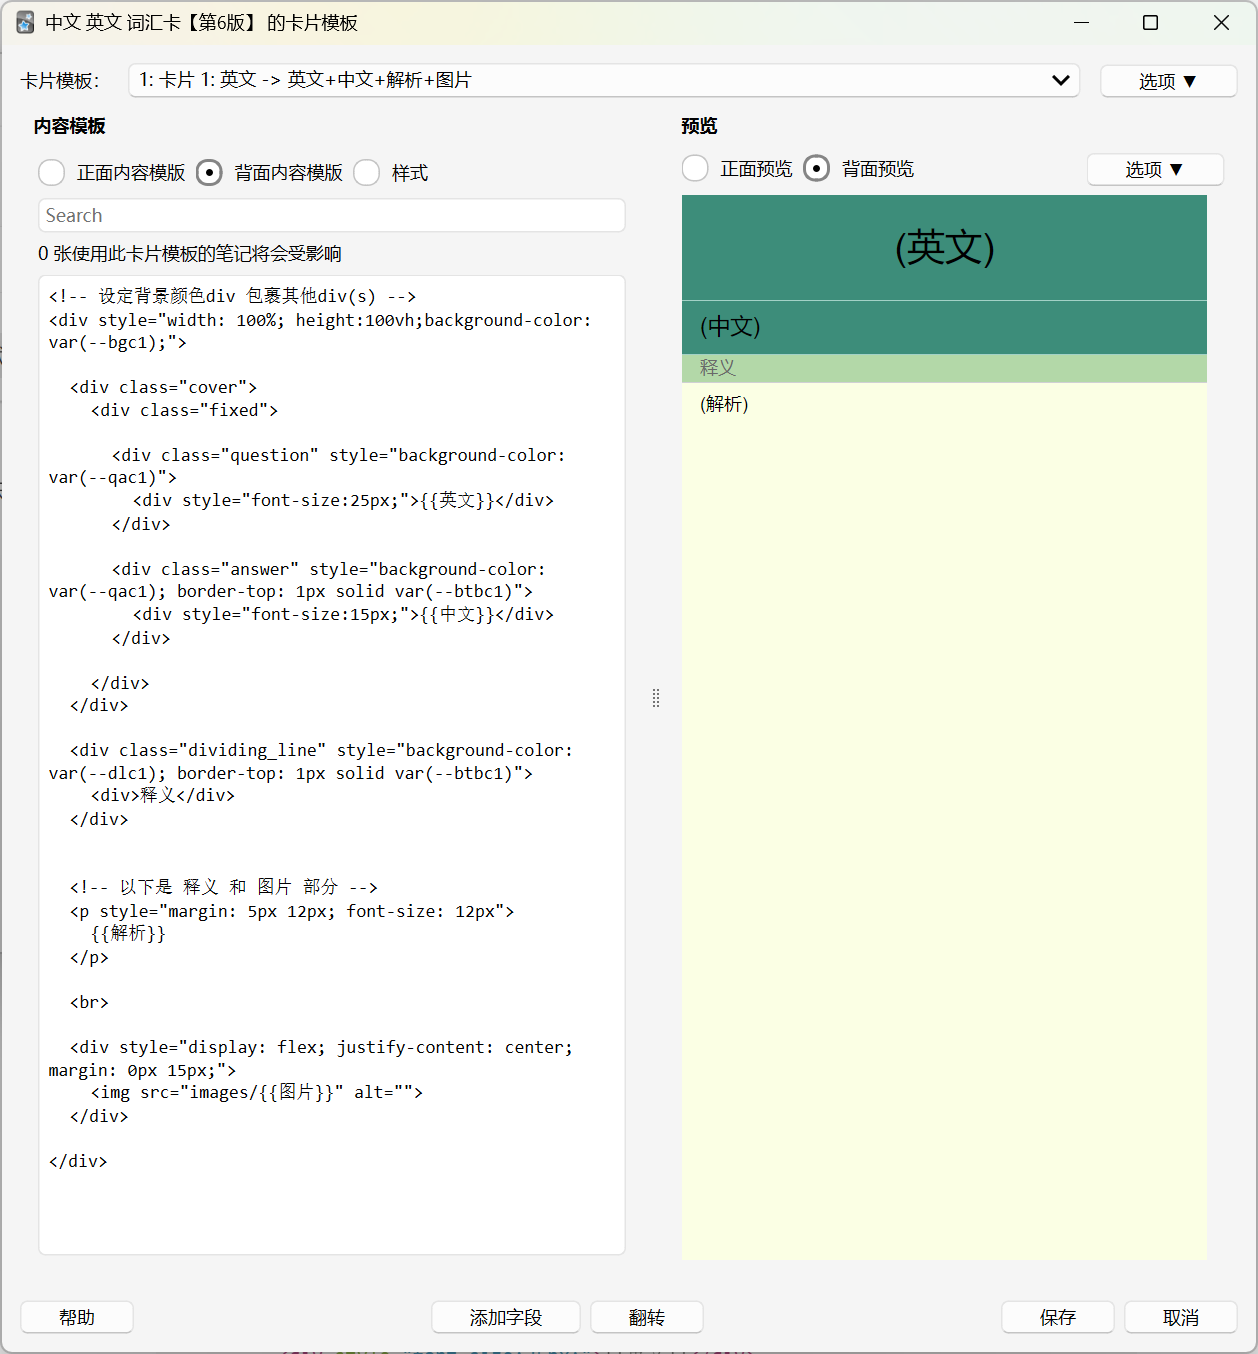 中文 英文 词汇卡【第6版】 的卡片模板
卡片模板：
1: 卡片 1: 英文 -> 英文+中文+解析+图片
选项 ▼
内容模板
正面内容模版
背面内容模版
样式
Search
0 张使用此卡片模板的笔记将会受影响
<!-- 设定背景颜色div 包裹其他div(s) -->
<div style="width: 100%; height:100vh;background-color:
var(--bgc1);">
<div class="cover">
<div class="fixed">
<div class="question" style="background-color:
var(--qac1)">
<div style="font-size:25px;">{{英文}}</div>
</div>
<div class="answer" style="background-color:
var(--qac1); border-top: 1px solid var(--btbc1)">
<div style="font-size:15px;">{{中文}}</div>
</div>
</div>
</div>
<div class="dividing_line" style="background-color:
var(--dlc1); border-top: 1px solid var(--btbc1)">
<div>释义</div>
</div>
<!-- 以下是 释义 和 图片 部分 -->
<p style="margin: 5px 12px; font-size: 12px">
{{解析}}
</p>
<br>
<div style="display: flex; justify-content: center;
margin: 0px 15px;">
<img src="images/{{图片}}" alt="">
</div>
</div>
预览
正面预览
背面预览
选项 ▼
(英文)
(中文)
释义
(解析)
帮助
添加字段
翻转
保存
取消